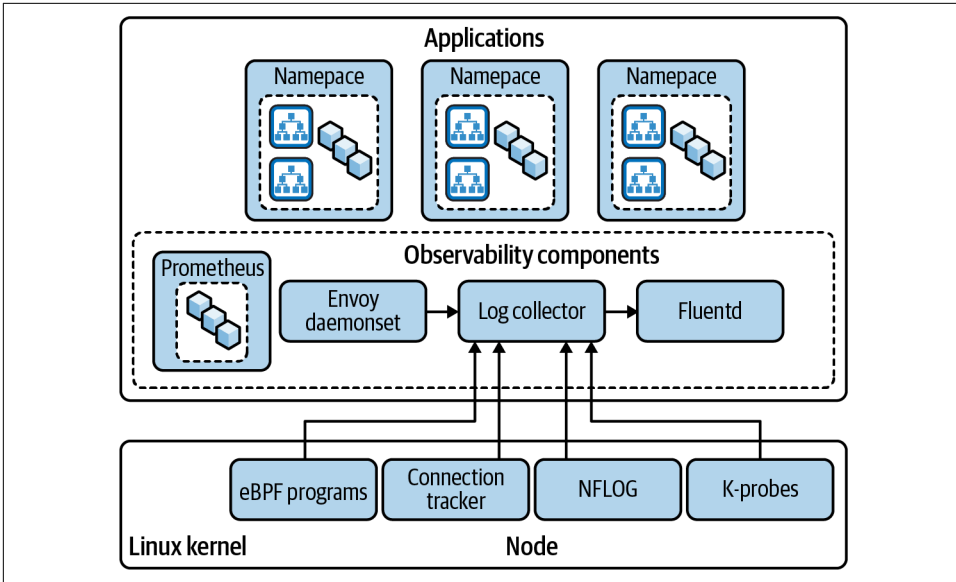 Applications
Namepace
Namepace
Namepace
Observability components
Prometheus
Envoy
daemonset
Log collector
Fluentd
eBPF programs
Connection
tracker
NFLOG
K-probes
Linux kernel
Node